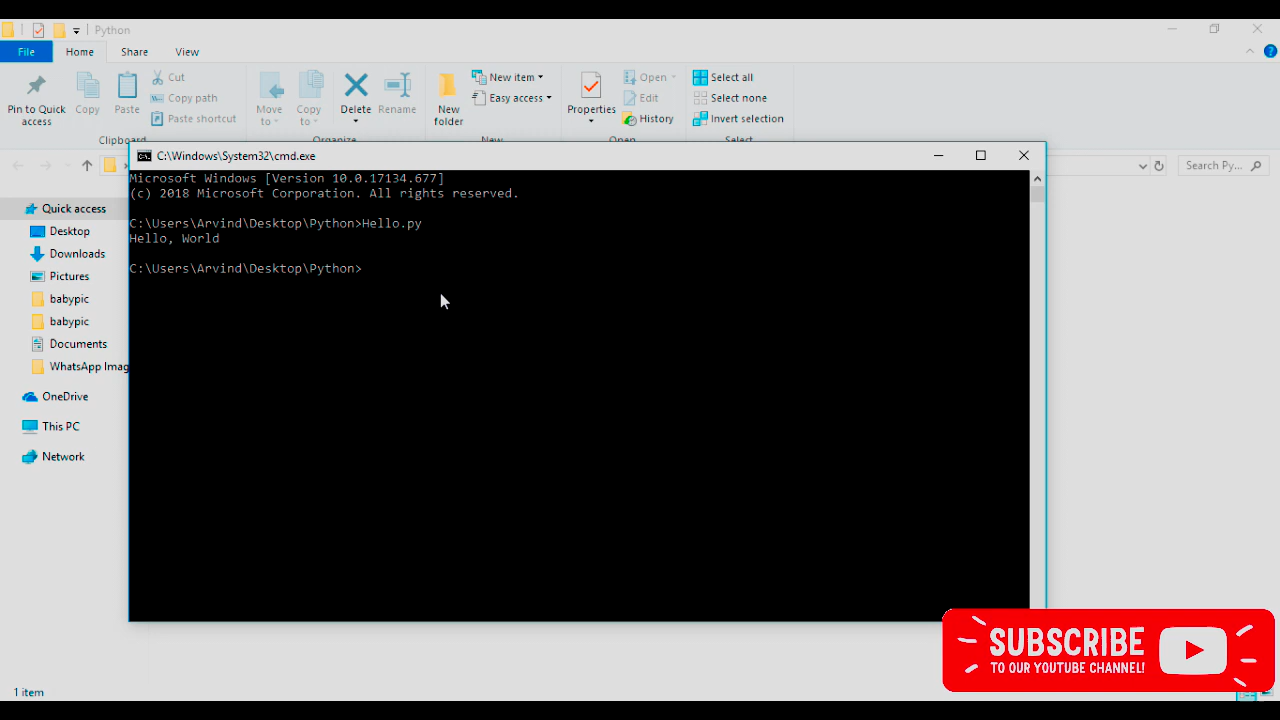 Python
File Home Share View
Pin to Quick access
Copy
Paste
Cut
Copy path
Paste shortcut
Clipboard
Move to
Copy to
Delete
Rename
Organize
New folder
New item
Easy access
New
Properties
Open
Edit
History
Open
Select all
Select none
Invert selection
Select
Search Py...
C:\Windows\System32\cmd.exe
Microsoft Windows [Version 10.0.17134.677]
(c) 2018 Microsoft Corporation. All rights reserved.
C:\Users\Arvind\Desktop\Python>Hello.py
Hello, World
C:\Users\Arvind\Desktop\Python>
Quick access
Desktop
Downloads
Pictures
babypic
babypic
Documents
WhatsApp Imag
OneDrive
This PC
Network
SUBSCRIBE
TO OUR YOUTUBE CHANNEL!
1 item